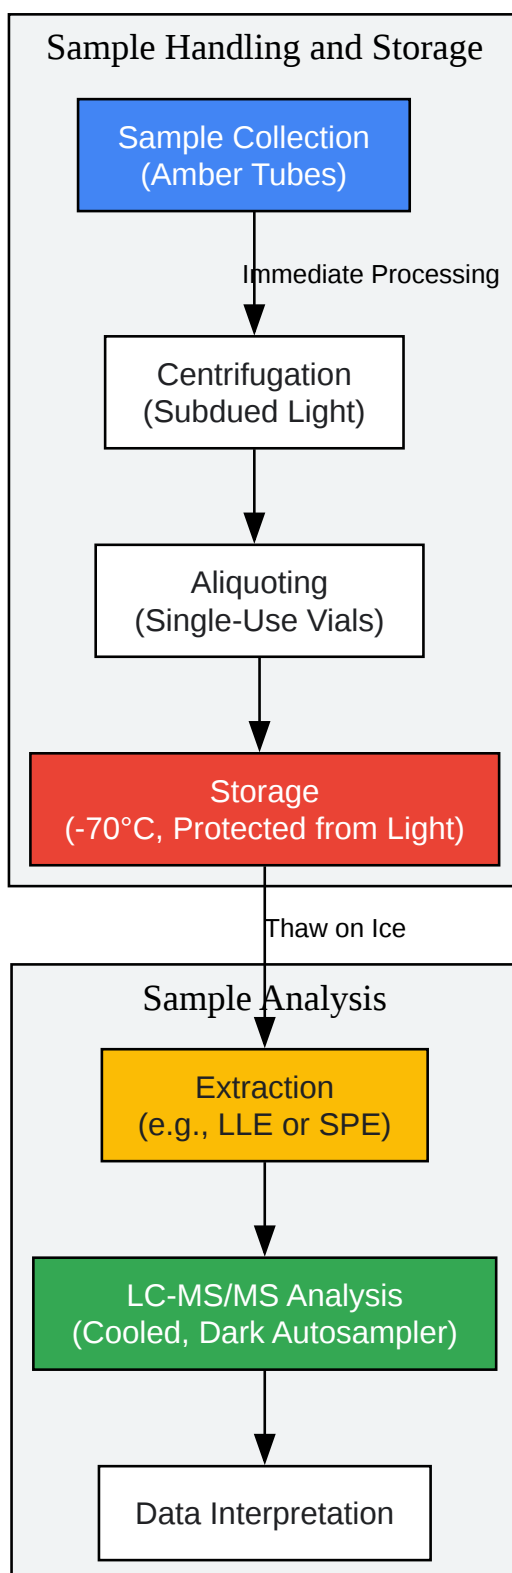 Sample Handling and Storage
Sample Collection
(Amber Tubes)
Immediate Processing
Centrifugation
(Subdued Light)
Aliquoting
(Single-Use Vials)
Storage
(-70°C, Protected from Light)
Thaw on Ice
Sample Analysis
Extraction
(e.g., LLE or SPE)
LC-MS/MS Analysis
(Cooled, Dark Autosampler)
Data Interpretation